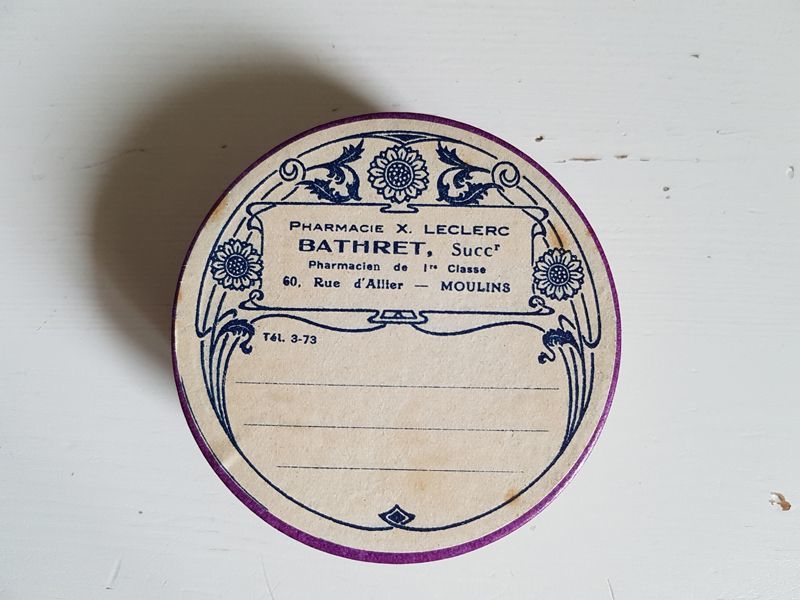 PHARMACIE X. LECLERC
BATHRET, Succr
Pharmacien de 1re Classe
60, Rue d'Allier — MOULINS
Tél. 3-73